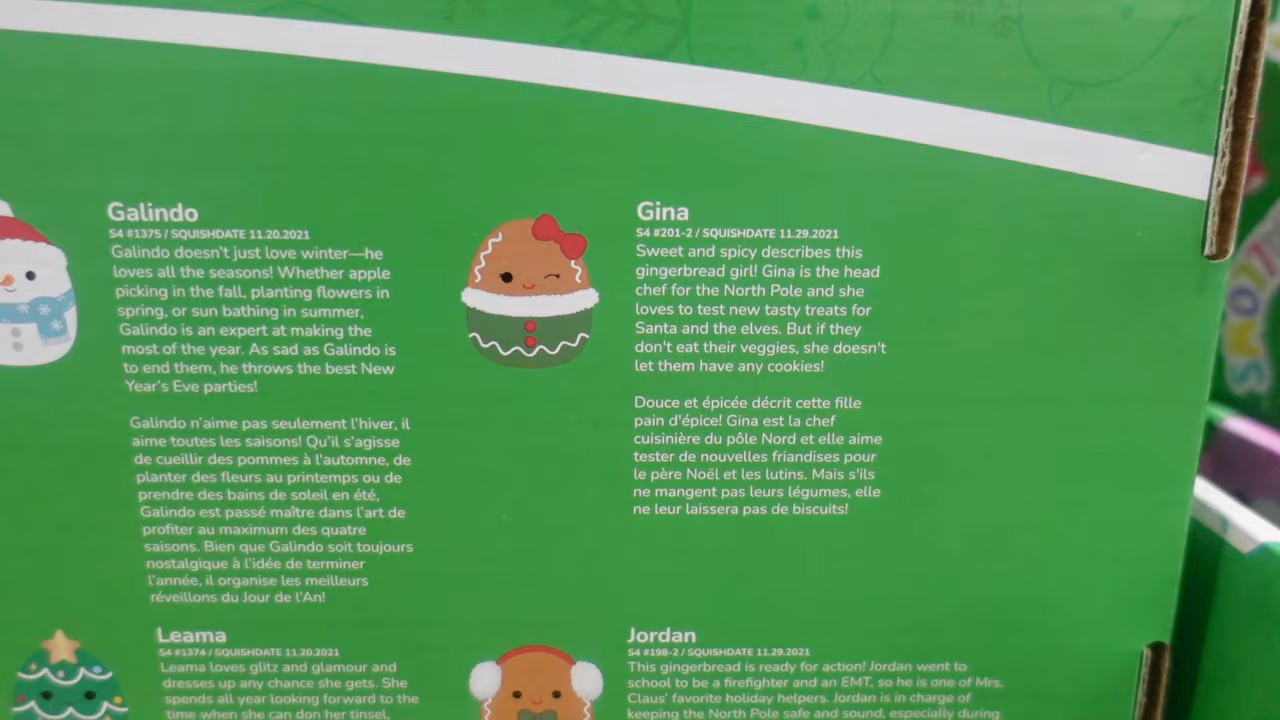 Galindo
S4 #1375 / SQUISHDATE 11.20.2021
Galindo doesn't just love winter—he
loves all the seasons! Whether apple
picking in the fall, planting flowers in
spring, or sun bathing in summer,
Galindo is an expert at making the
most of the year. As sad as Galindo is
to end them, he throws the best New
Year's Eve parties!
Galindo n'aime pas seulement l'hiver, il
aime toutes les saisons! Qu'il s'agisse
de cueillir des pommes à l'automne, de
planter des fleurs au printemps ou de
prendre des bains de soleil en été,
Galindo est passé maître dans l'art de
profiter au maximum des quatre
saisons. Bien que Galindo soit toujours
nostalgique à l'idée de terminer
l'année, il organise les meilleurs
réveillons du Jour de l'An!
Gina
S4 #201-2 / SQUISHDATE 11.29.2021
Sweet and spicy describes this
gingerbread girl! Gina is the head
chef for the North Pole and she
loves to test new tasty treats for
Santa and the elves. But if they
don't eat their veggies, she doesn't
let them have any cookies!
Douce et épicée décrit cette fille
pain d'épice! Gina est la chef
cuisinière du pôle Nord et elle aime
tester de nouvelles friandises pour
le père Noël et les lutins. Mais s'ils
ne mangent pas leurs légumes, elle
ne leur laissera pas de biscuits!
Leama
S4 #1374 / SQUISHDATE 11.20.2021
Leama loves glitz and glamour and
dresses up any chance she gets. She
spends all year looking forward to the
time when she can don her tinsel,
Jordan
S4 #198-2 / SQUISHDATE 11.29.2021
This gingerbread is ready for action! Jordan went to
school to be a firefighter and an EMT, so he is one of Mrs.
Claus' favorite holiday helpers. Jordan is in charge of
keeping the North Pole safe and sound, especially during